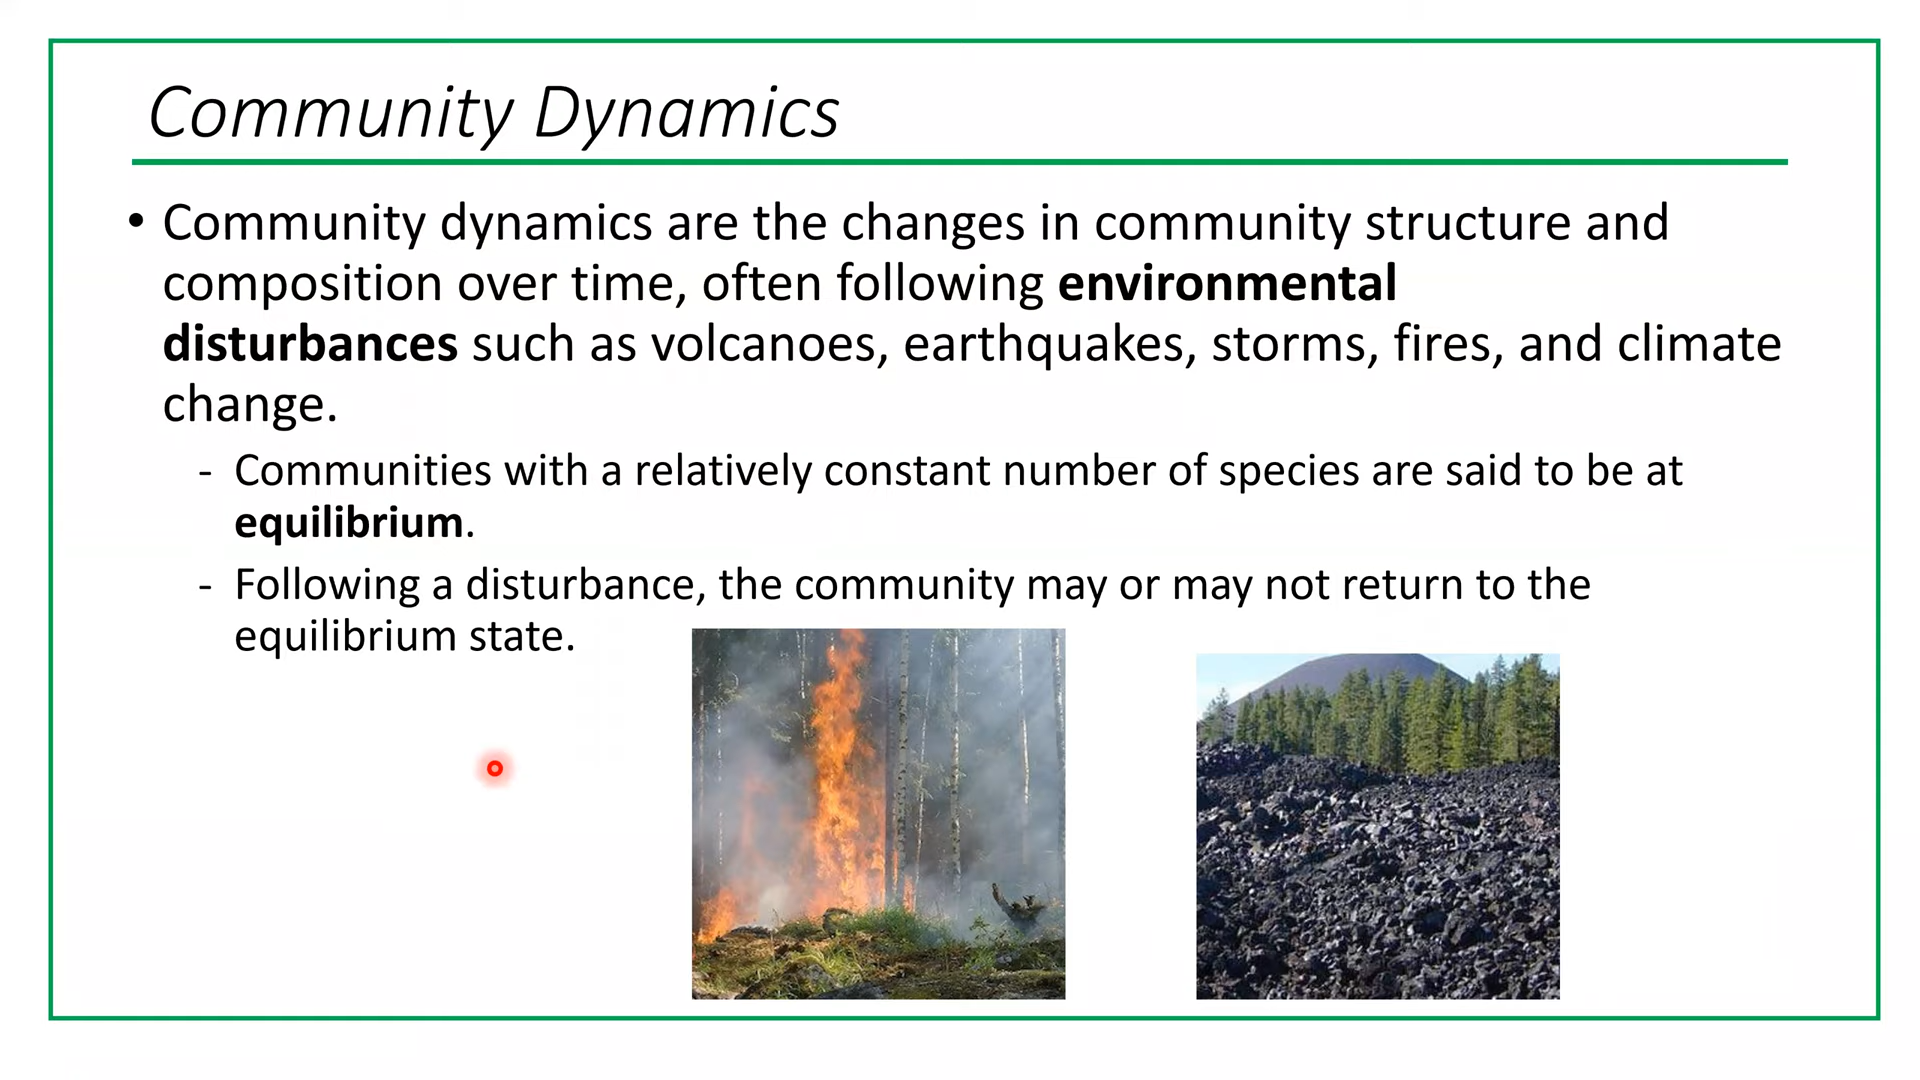 Community Dynamics
• Community dynamics are the changes in community structure and
composition over time, often following environmental
disturbances such as volcanoes, earthquakes, storms, fires, and climate
change.
- Communities with a relatively constant number of species are said to be at
equilibrium.
- Following a disturbance, the community may or may not return to the
equilibrium state.